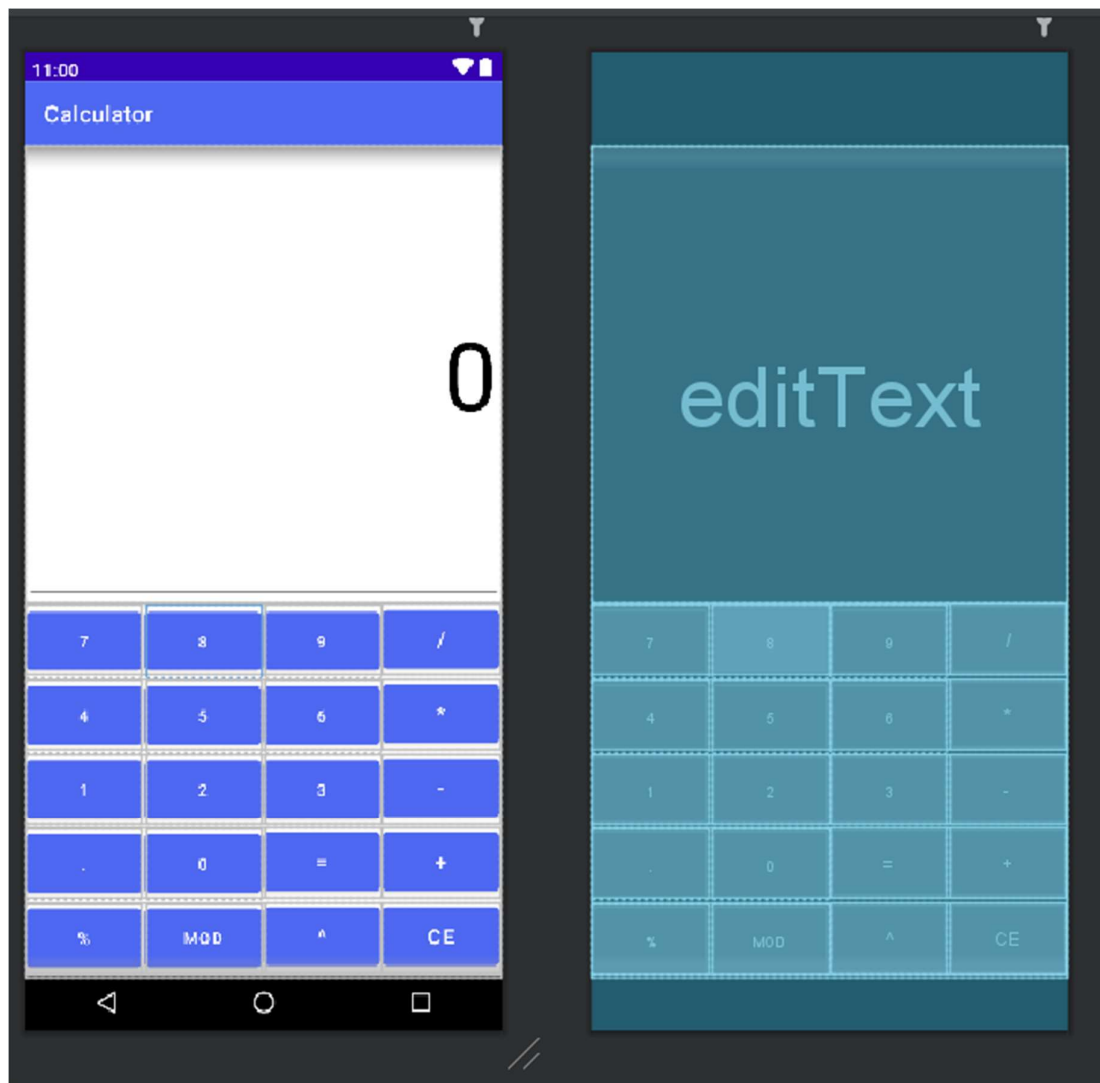 11:00
Calculator
0
7 8 9 /
4 5 6 *
1 2 3 -
. 0 = +
% MOD ^ CE
editText
7 8 9 /
4 5 6 *
1 2 3 -
. 0 = +
% MOD ^ CE